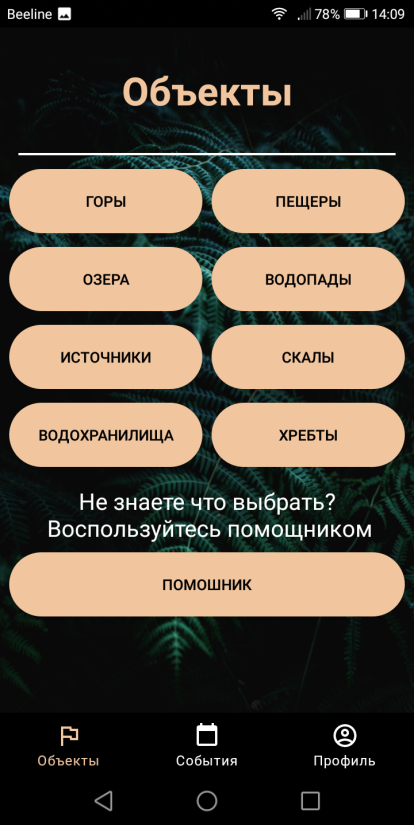 Beeline 78% 14:09
Объекты
ГОРЫ ПЕЩЕРЫ
ОЗЕРА ВОДОПАДЫ
ИСТОЧНИКИ СКАЛЫ
ВОДОХРАНИЛИЩА ХРЕБТЫ
Не знаете что выбрать?
Воспользуйтесь помощником
ПОМОШНИК
Объекты События Профиль